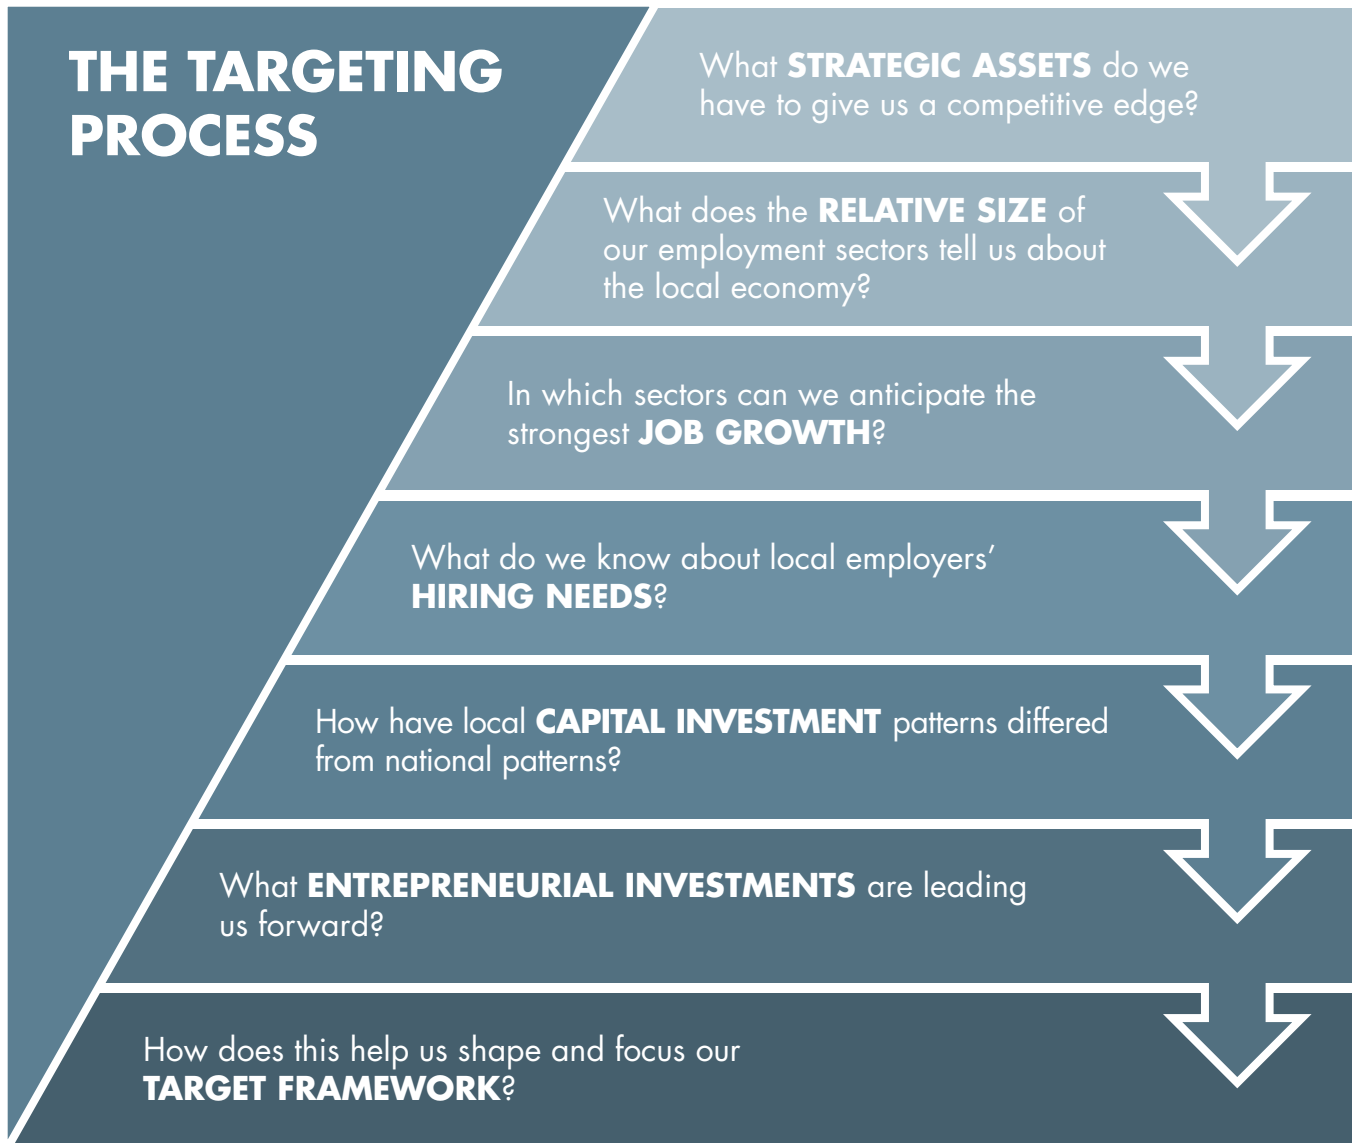 THE TARGETING
PROCESS
What STRATEGIC ASSETS do we
have to give us a competitive edge?
What does the RELATIVE SIZE of
our employment sectors tell us about
the local economy?
In which sectors can we anticipate the
strongest JOB GROWTH?
What do we know about local employers’
HIRING NEEDS?
How have local CAPITAL INVESTMENT patterns differed
from national patterns?
What ENTREPRENEURIAL INVESTMENTS are leading
us forward?
How does this help us shape and focus our
TARGET FRAMEWORK?